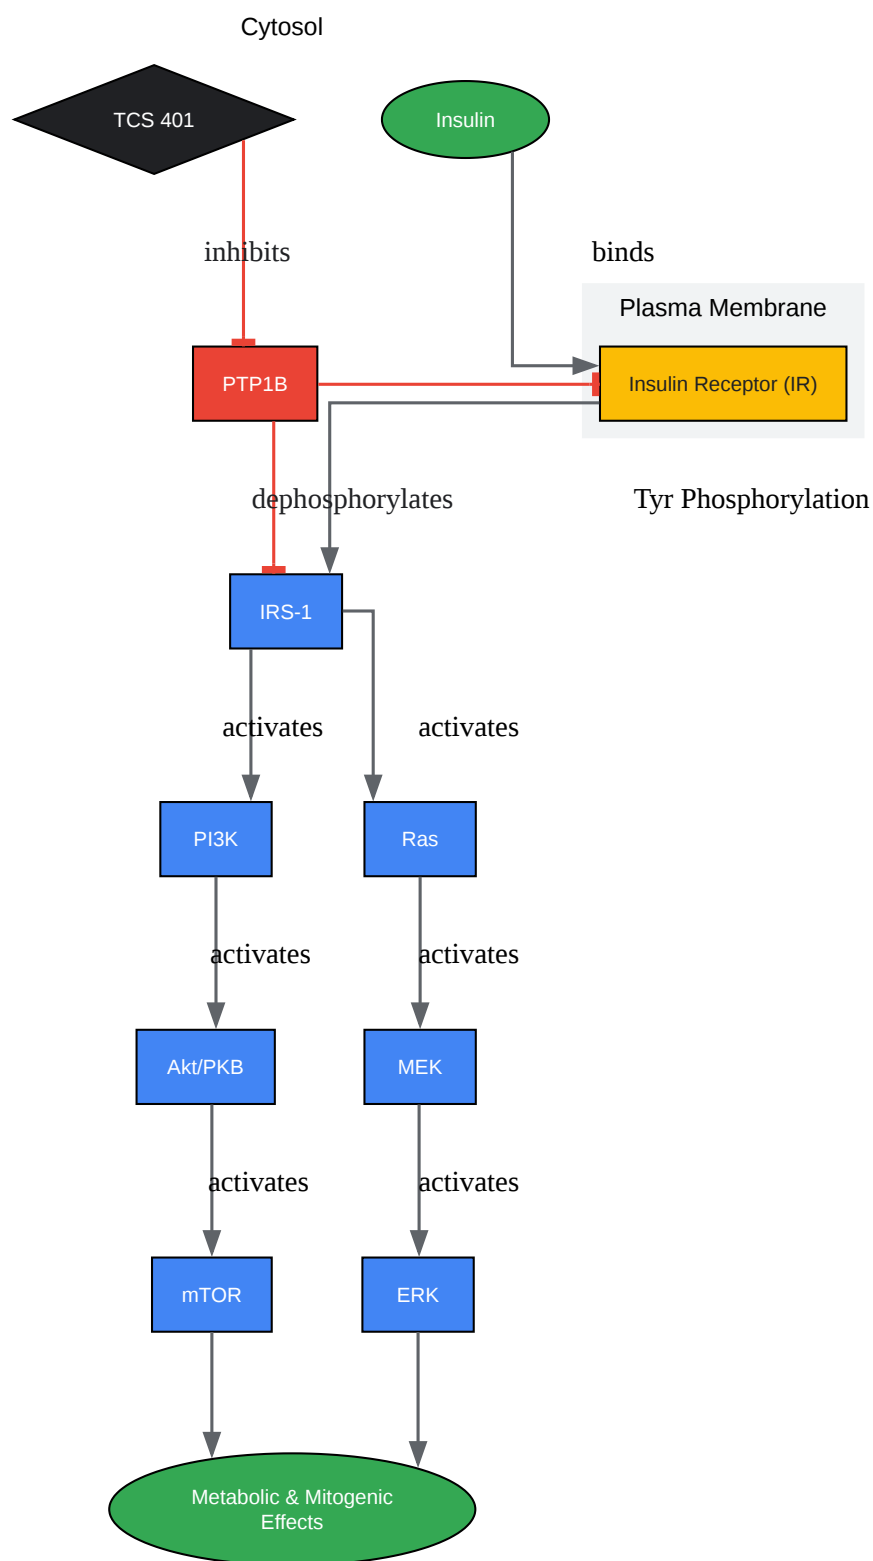 Cytosol
TCS 401
Insulin
inhibits
binds
Plasma Membrane
PTP1B
Insulin Receptor (IR)
dephosphorylates
Tyr Phosphorylation
IRS-1
activates
activates
PI3K
Ras
activates
activates
Akt/PKB
MEK
activates
activates
mTOR
ERK
Metabolic & Mitogenic
Effects